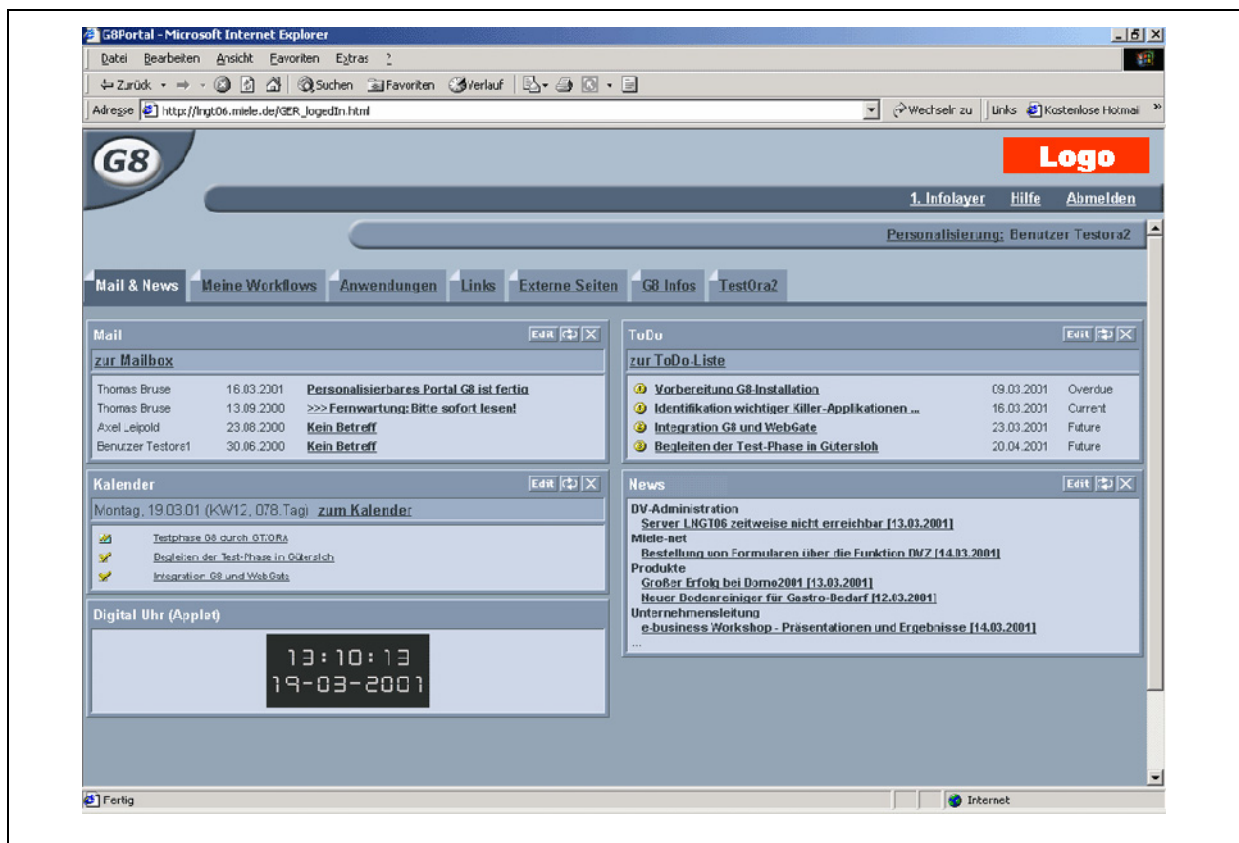 G8Portal - Microsoft Internet Explorer
Datei Bearbeiten Ansicht Favoriten Extras ?
Zurück Suchen Favoriten Verlauf
Adresse http://lngt06.miele.de/GER_logedIn.html Wechseln zu Links Kostenlose Hotmai
G8
Logo
1. Infolayer Hilfe Abmelden
Personalisierung: Benutzer Testora2
Mail & News Meine Workflows Anwendungen Links Externe Seiten G8 Infos TestOra2
Mail Edit
zur Mailbox
Thomas Bruse 16.03.2001 Personalisierbares Portal G8 ist fertig
Thomas Bruse 13.09.2000 >>> Fernwartung: Bitte sofort lesen!
Axel Leipold 23.08.2000 Kein Betreff
Benutzer Testora1 30.06.2000 Kein Betreff
ToDo Edit
zur ToDo-Liste
Vorbereitung G8-Installation 09.03.2001 Overdue
Identifikation wichtiger Killer-Applikationen ... 16.03.2001 Current
Integration G8 und WebGate 23.03.2001 Future
Begleiten der Test-Phase in Gütersloh 20.04.2001 Future
Kalender Edit
Montag, 19.03.01 (KW12, 078.Tag) zum Kalender
Testphase G8 durch GT/ORA
Begleiten der Test-Phase in Gütersloh
Integration G8 und WebGate
News Edit
DV-Administration
Server LNGT06 zeitweise nicht erreichbar [13.03.2001]
Miele-net
Bestellung von Formularen über die Funktion DVZ [14.03.2001]
Produkte
Großer Erfolg bei Domo2001 [13.03.2001]
Neuer Bodenreiniger für Gastro-Bedarf [12.03.2001]
Unternehmensleitung
e-business Workshop - Präsentationen und Ergebnisse [14.03.2001]
...
Digital Uhr (Applet)
13:10:13
19-03-2001
Fertig Internet